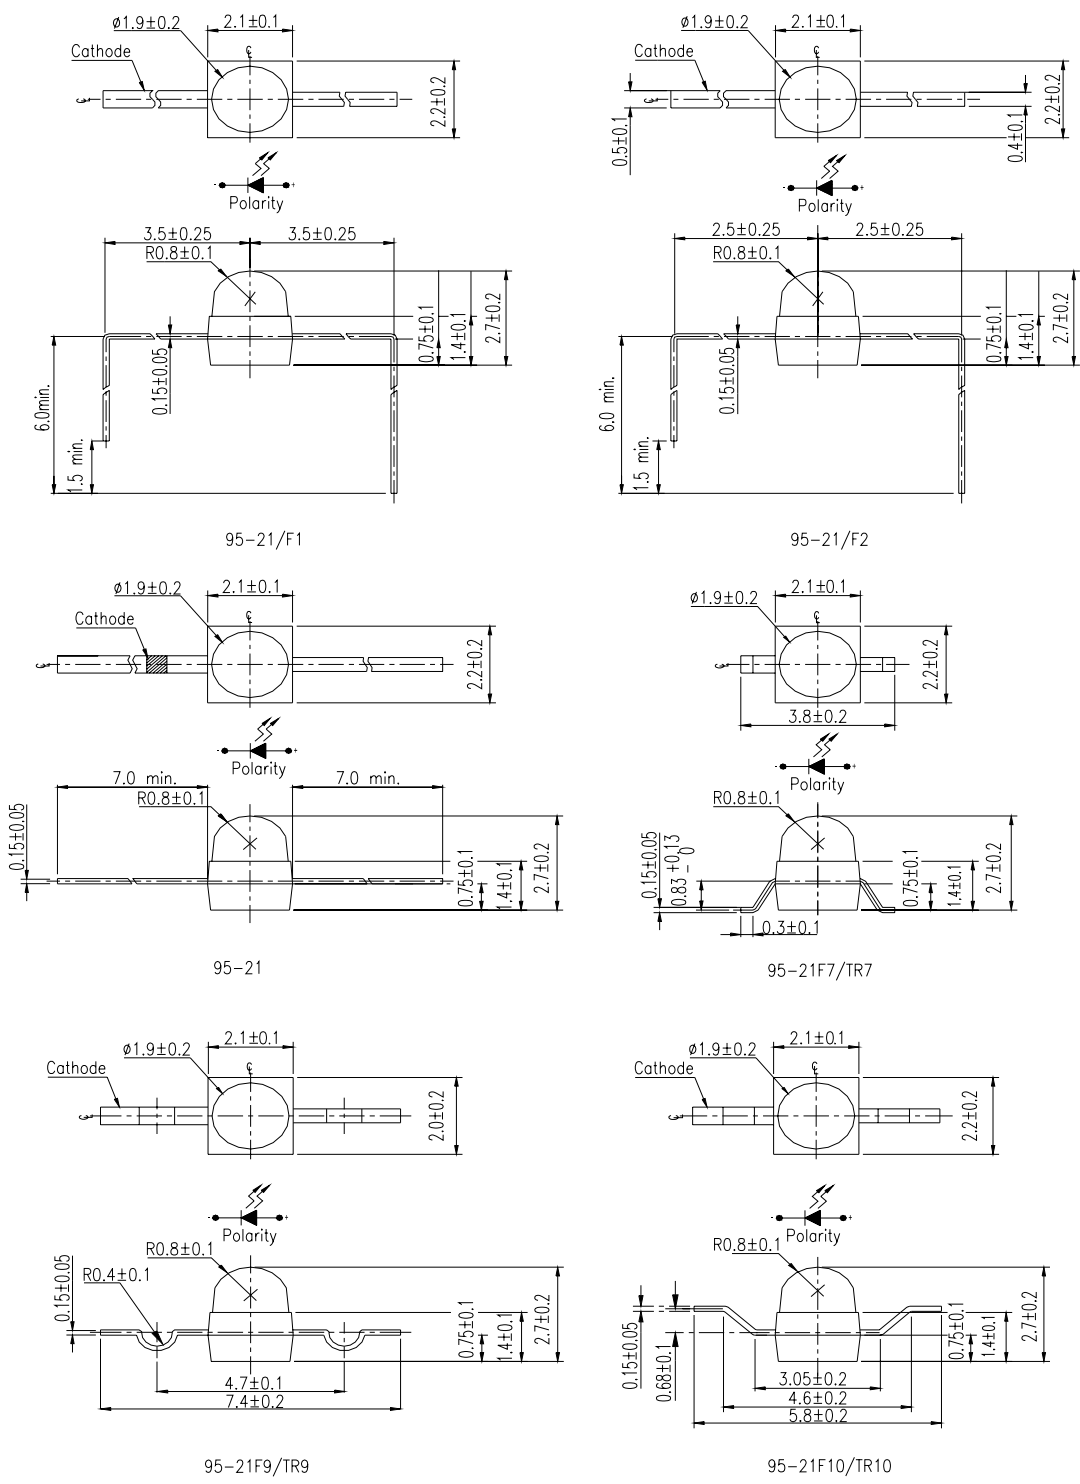 ø1.9±0.2
2.1±0.1
Cathode
2.2±0.2
- +
Polarity
3.5±0.25
3.5±0.25
R0.8±0.1
0.75±0.1
1.4±0.1
2.7±0.2
0.15±0.05
6.0min.
1.5 min.
95-21/F1
ø1.9±0.2
2.1±0.1
Cathode
0.5±0.1
0.4±0.1
2.2±0.2
- +
Polarity
2.5±0.25
2.5±0.25
R0.8±0.1
0.75±0.1
1.4±0.1
2.7±0.2
0.15±0.05
6.0 min.
1.5 min.
95-21/F2
ø1.9±0.2
2.1±0.1
Cathode
2.2±0.2
- +
Polarity
7.0 min.
7.0 min.
R0.8±0.1
0.15±0.05
0.75±0.1
1.4±0.1
2.7±0.2
95-21
ø1.9±0.2
2.1±0.1
2.2±0.2
3.8±0.2
- +
Polarity
R0.8±0.1
0.15±0.05
0.83 +0.13
-0
0.75±0.1
1.4±0.1
2.7±0.2
0.3±0.1
95-21F7/TR7
ø1.9±0.2
2.1±0.1
Cathode
2.0±0.2
- +
Polarity
R0.8±0.1
R0.4±0.1
0.15±0.05
0.75±0.1
1.4±0.1
2.7±0.2
4.7±0.1
7.4±0.2
95-21F9/TR9
ø1.9±0.2
2.1±0.1
Cathode
2.2±0.2
- +
Polarity
R0.8±0.1
0.15±0.05
0.68±0.1
0.75±0.1
1.4±0.1
2.7±0.2
3.05±0.2
4.6±0.2
5.8±0.2
95-21F10/TR10